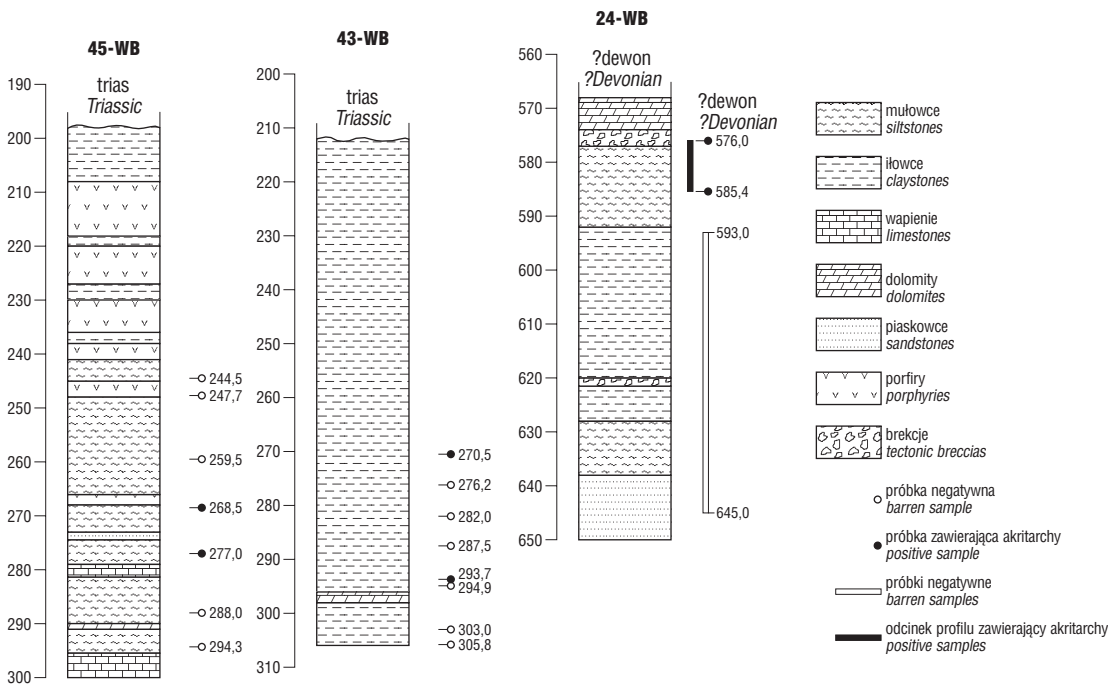 45-WB
trias
Triassic
190
200
210
220
230
240
250
260
270
280
290
300
244,5
247,7
259,5
268,5
277,0
288,0
294,3
43-WB
trias
Triassic
200
210
220
230
240
250
260
270
280
290
300
310
270,5
276,2
282,0
287,5
293,7
294,9
303,0
305,8
24-WB
?dewon
?Devonian
560
570
580
590
600
610
620
630
640
650
?dewon
?Devonian
576,0
585,4
593,0
645,0
mułowce
siltstones
iłowce
claystones
wapienie
limestones
dolomity
dolomites
piaskowce
sandstones
porfiry
porphyries
brekcje
tectonic breccias
próbka negatywna
barren sample
próbka zawierająca akritarchy
positive sample
próbki negatywne
barren samples
odcinek profilu zawierający akritarchy
positive samples